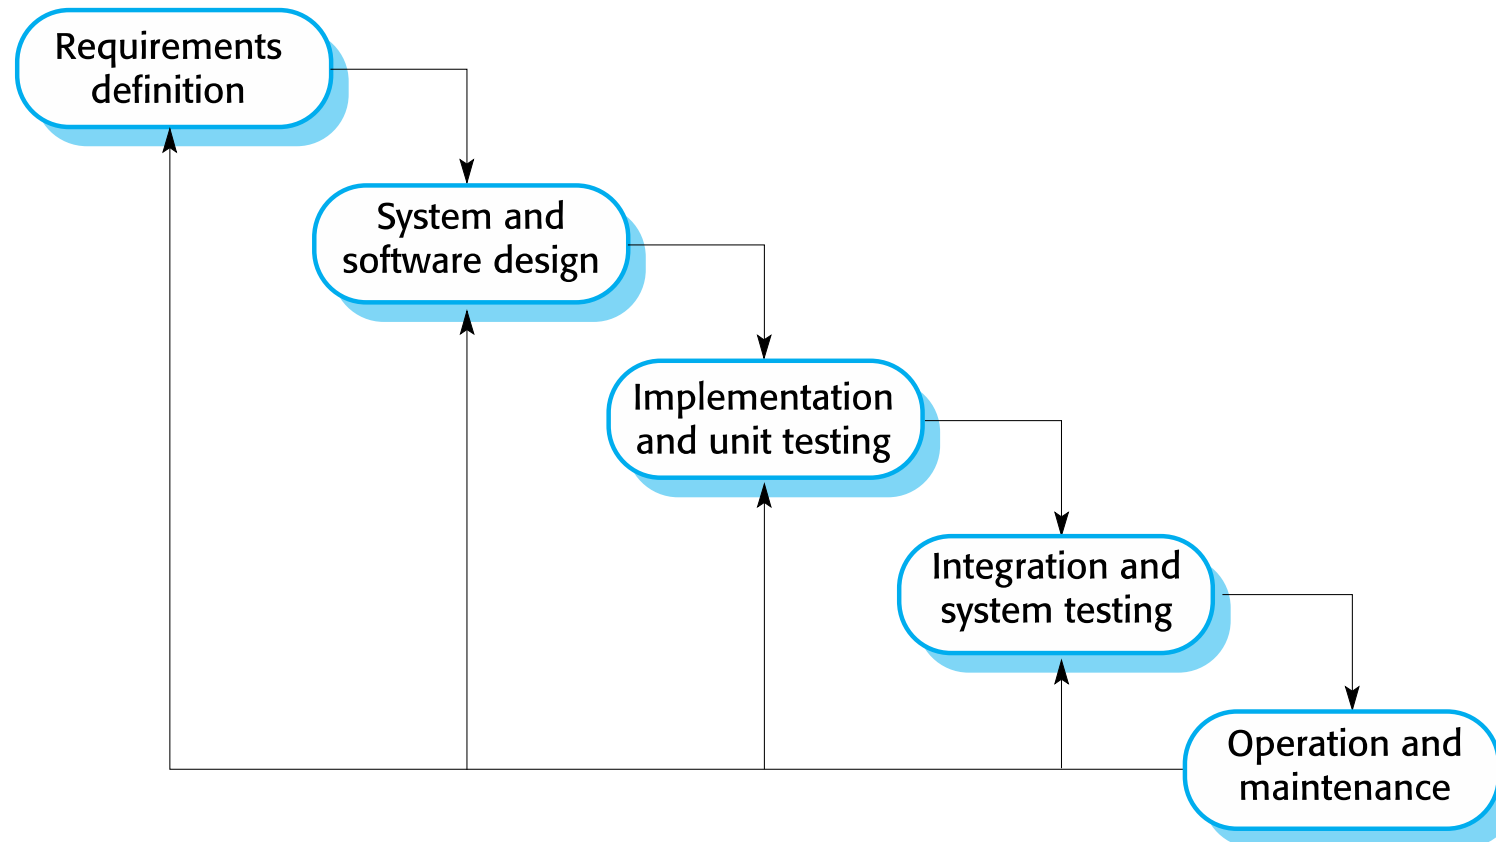 Requirements
definition
System and
software design
Implementation
and unit testing
Integration and
system testing
Operation and
maintenance